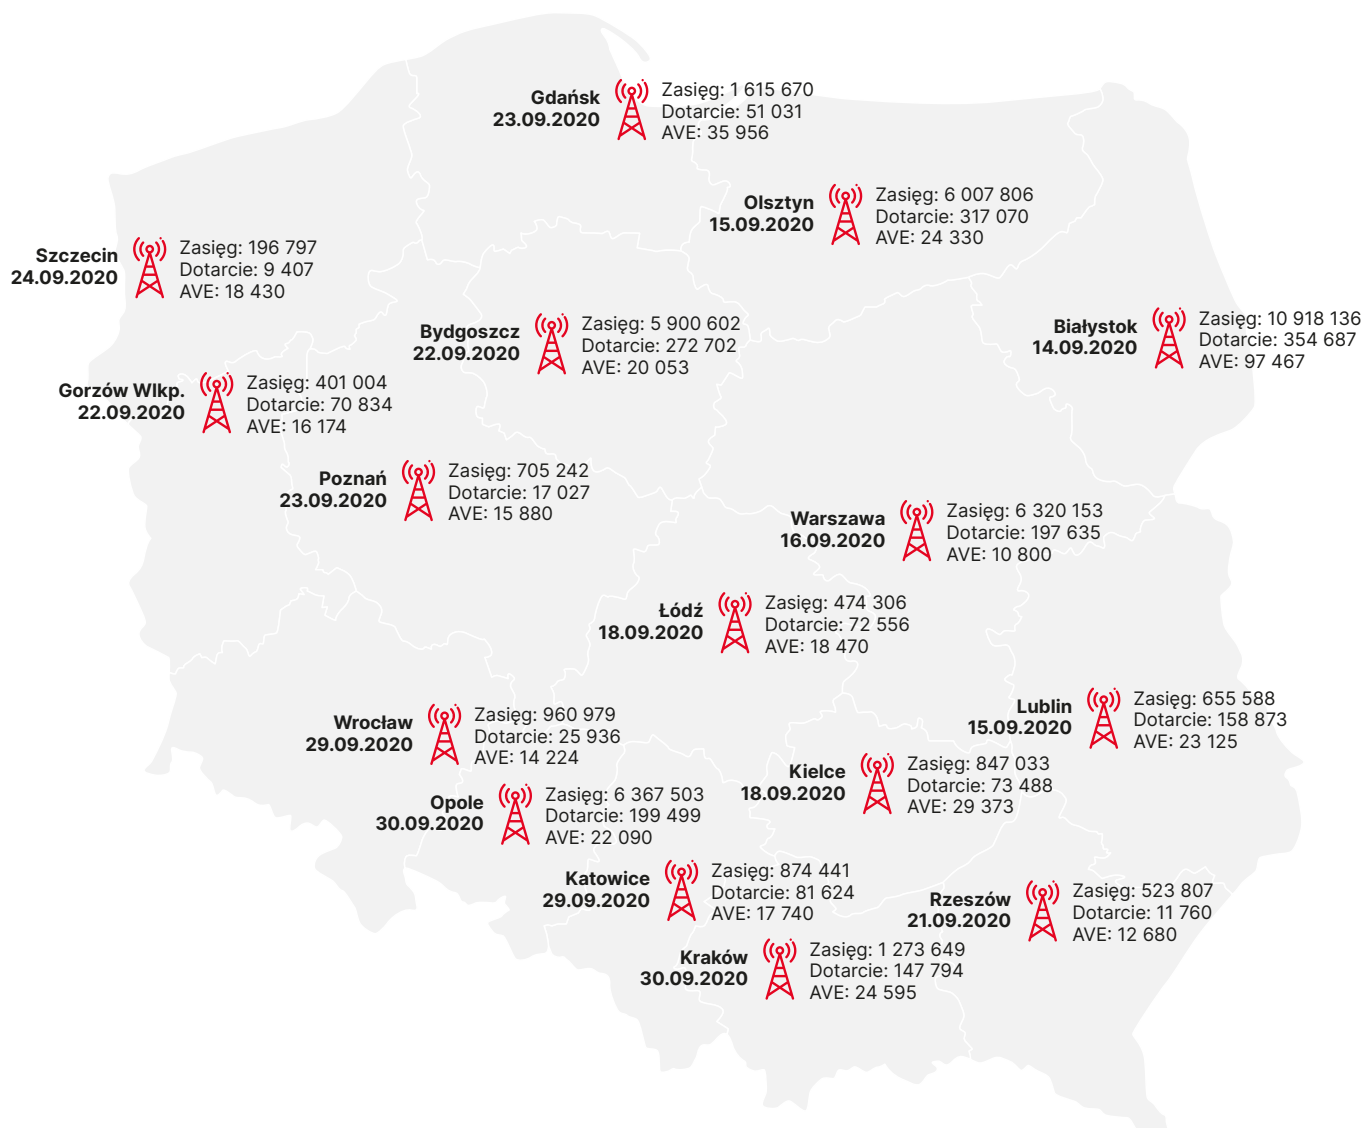 Gdańsk
23.09.2020
Zasięg: 1 615 670
Dotarcie: 51 031
AVE: 35 956
Olsztyn
15.09.2020
Zasięg: 6 007 806
Dotarcie: 317 070
AVE: 24 330
Szczecin
24.09.2020
Zasięg: 196 797
Dotarcie: 9 407
AVE: 18 430
Bydgoszcz
22.09.2020
Zasięg: 5 900 602
Dotarcie: 272 702
AVE: 20 053
Białystok
14.09.2020
Zasięg: 10 918 136
Dotarcie: 354 687
AVE: 97 467
Gorzów Wlkp.
22.09.2020
Zasięg: 401 004
Dotarcie: 70 834
AVE: 16 174
Poznań
23.09.2020
Zasięg: 705 242
Dotarcie: 17 027
AVE: 15 880
Warszawa
16.09.2020
Zasięg: 6 320 153
Dotarcie: 197 635
AVE: 10 800
Łódź
18.09.2020
Zasięg: 474 306
Dotarcie: 72 556
AVE: 18 470
Lublin
15.09.2020
Zasięg: 655 588
Dotarcie: 158 873
AVE: 23 125
Wrocław
29.09.2020
Zasięg: 960 979
Dotarcie: 25 936
AVE: 14 224
Kielce
18.09.2020
Zasięg: 847 033
Dotarcie: 73 488
AVE: 29 373
Opole
30.09.2020
Zasięg: 6 367 503
Dotarcie: 199 499
AVE: 22 090
Katowice
29.09.2020
Zasięg: 874 441
Dotarcie: 81 624
AVE: 17 740
Rzeszów
21.09.2020
Zasięg: 523 807
Dotarcie: 11 760
AVE: 12 680
Kraków
30.09.2020
Zasięg: 1 273 649
Dotarcie: 147 794
AVE: 24 595